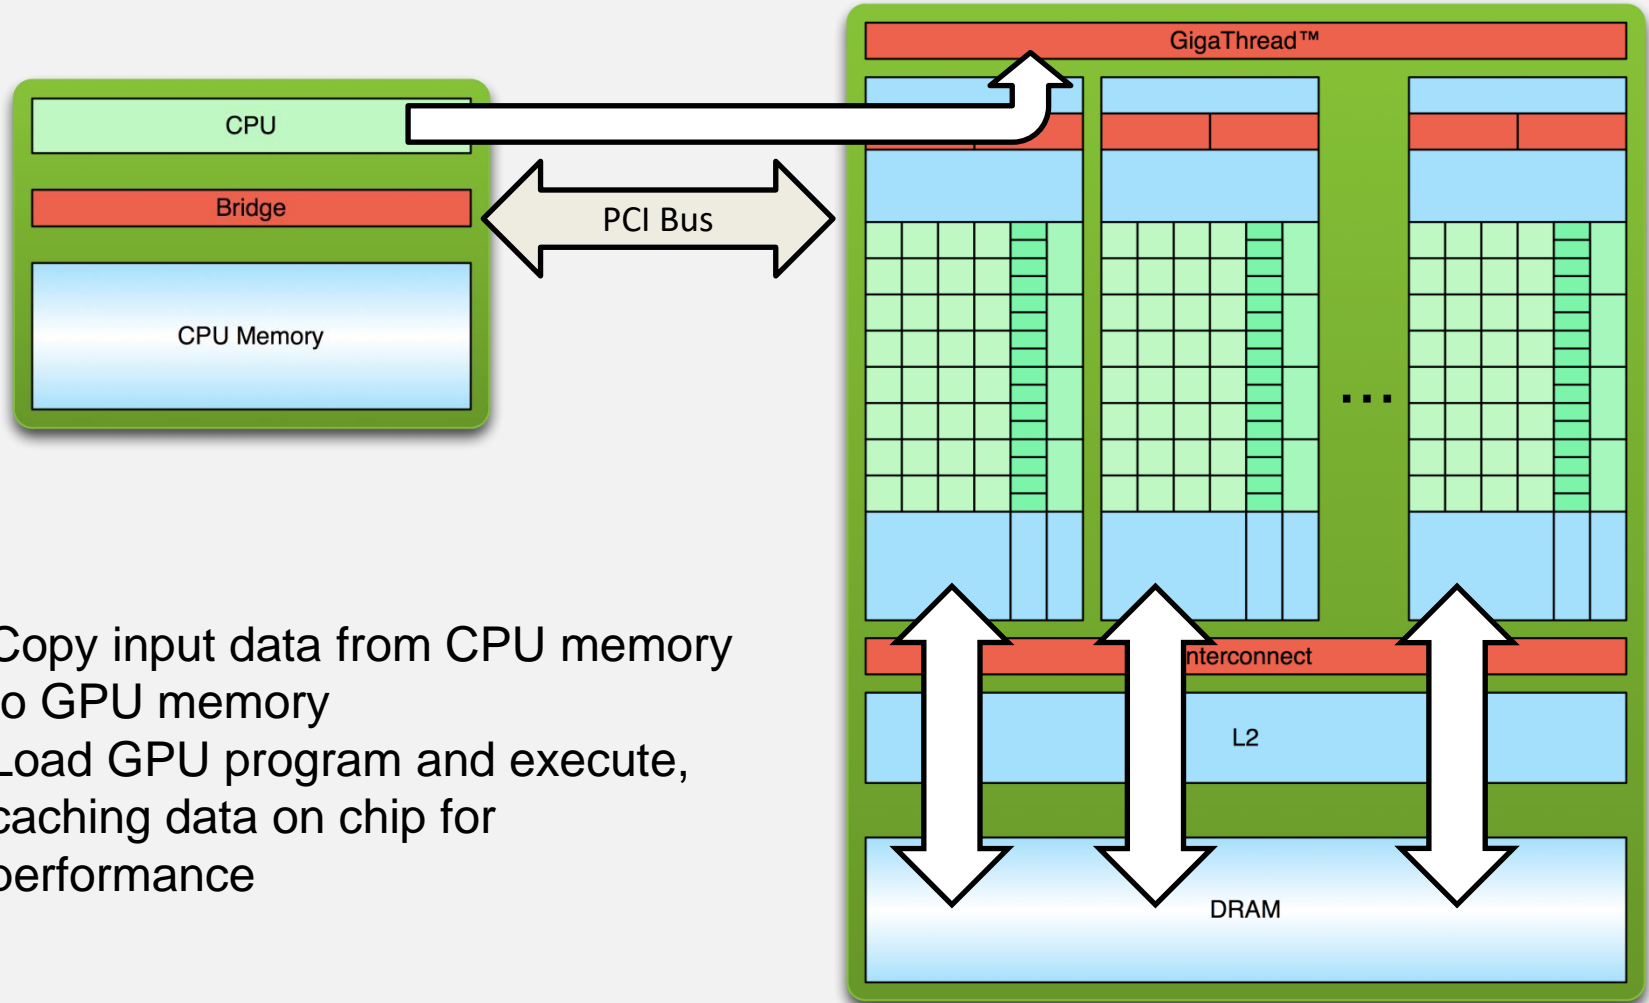 GigaThread™
CPU
Bridge
PCI Bus
CPU Memory
...
Copy input data from CPU memory
to GPU memory
Load GPU program and execute,
caching data on chip for
performance
nterconnect
L2
DRAM